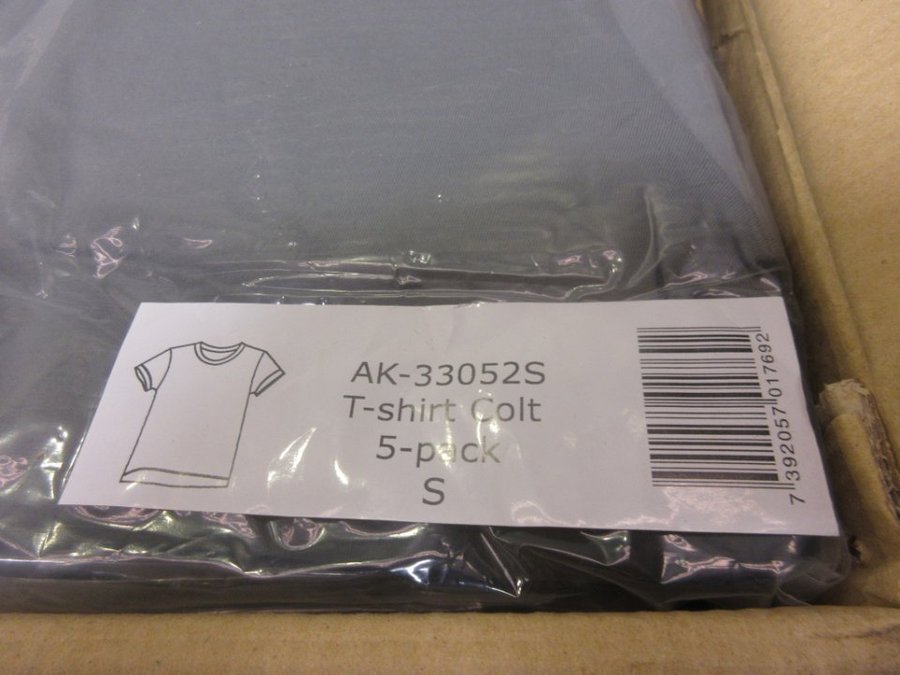 AK-33052S
T-shirt Colt
5-pack
S
7 392057 017692